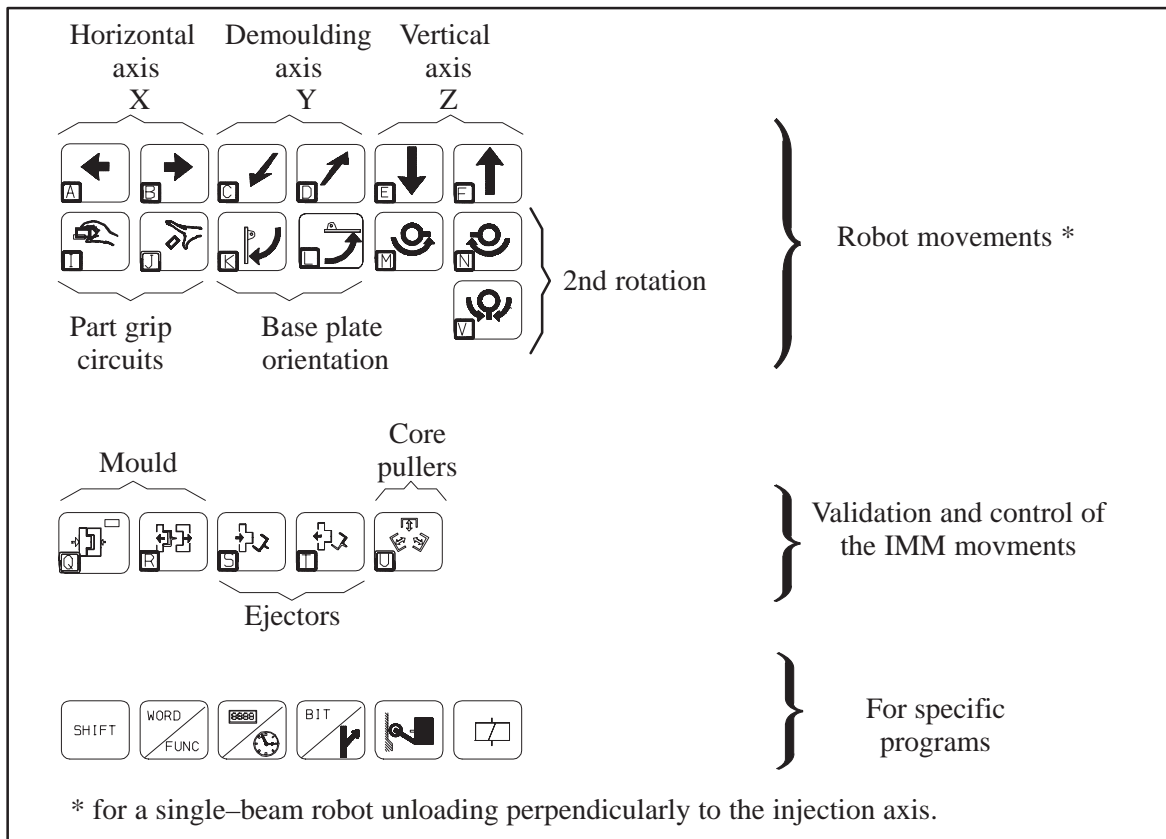 Horizontal axis X
Demoulding axis Y
Vertical axis Z
A
B
C
D
E
F
I
J
K
L
M
N
V
Part grip circuits
Base plate orientation
2nd rotation
Robot movements *
Mould
Core pullers
Q
R
S
T
U
Ejectors
Validation and control of
the IMM movments
SHIFT
WORD
FUNC
8888
BIT
For specific
programs
* for a single–beam robot unloading perpendicularly to the injection axis.